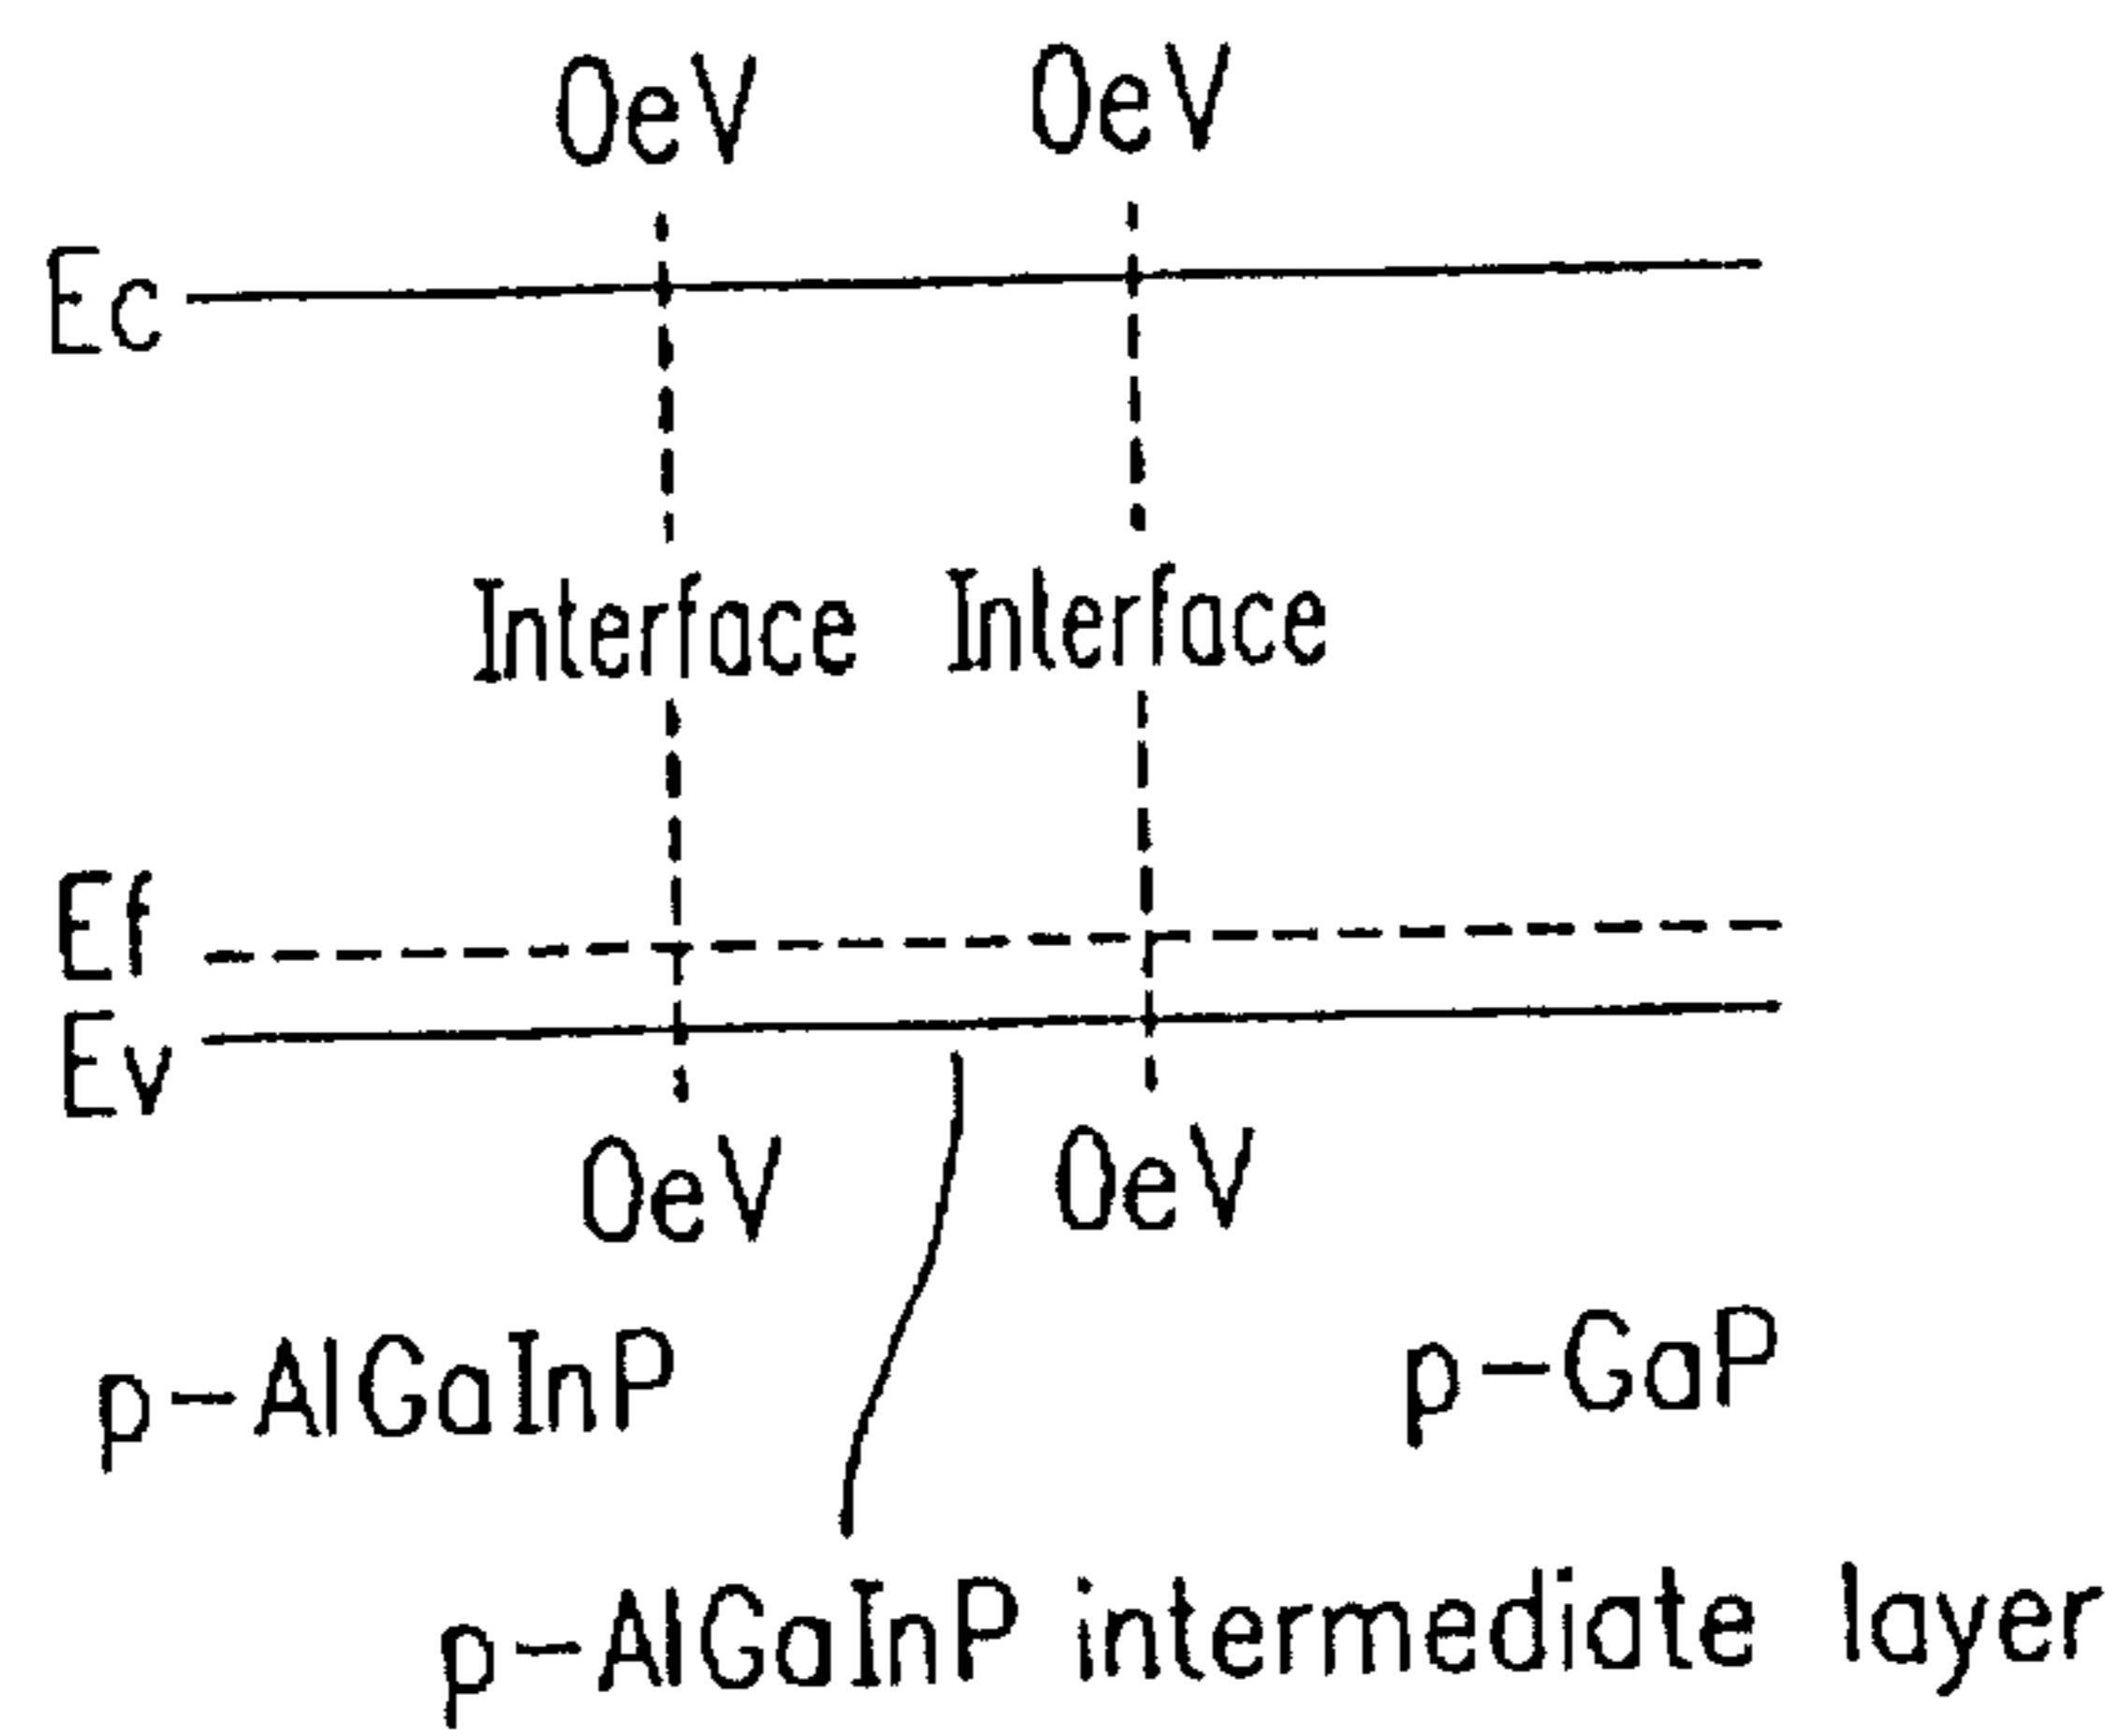 0eV 0eV
Ec
Interface Interface
Ef
Ev
0eV 0eV
p-AlGaInP p-GaP
p-AlGaInP intermediate layer